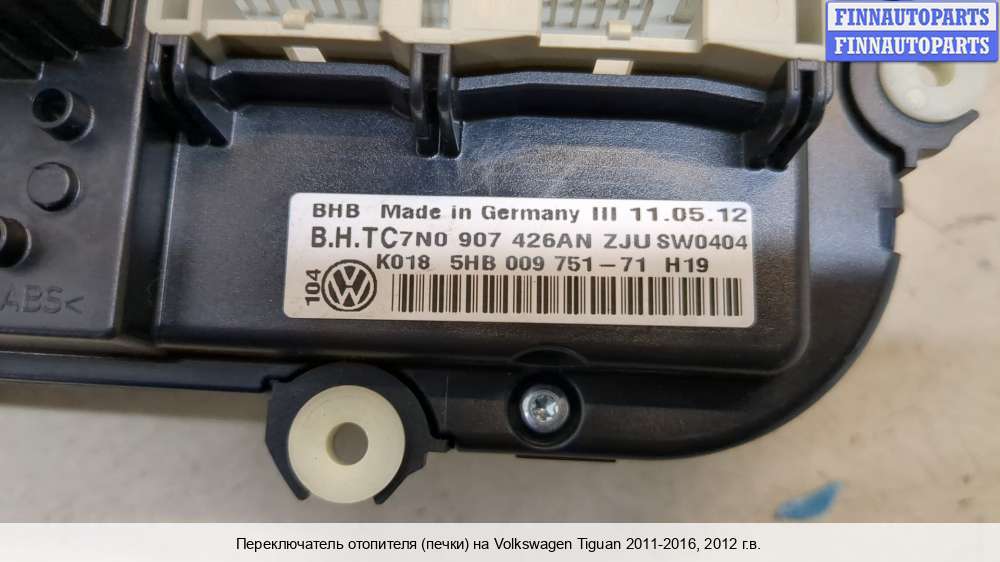 FINNAUTOPARTS
FINNAUTOPARTS
BHB Made in Germany III 11.05.12
B.H.TC7N0 907 426AN ZJU SW0404
K018 5HB 009 751-71 H19
104
ABS<
Переключатель отопителя (печки) на Volkswagen Tiguan 2011-2016, 2012 г.в.